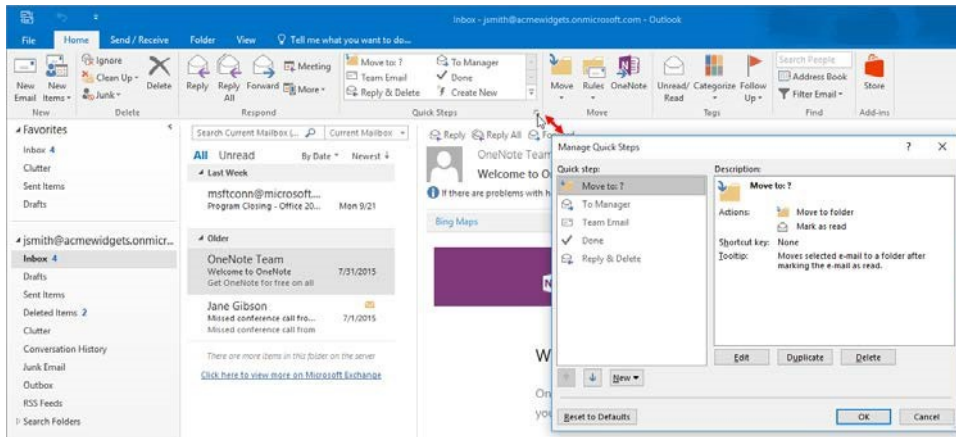 Inbox - jsmith@acmewidgets.onmicrosoft.com - Outlook
File Home Send / Receive Folder View Tell me what you want to do...
New Email
New Items
Ignore
Clean Up
Junk
Delete
Reply
Reply All
Forward
Meeting
More
Move to: ?
Team Email
Reply & Delete
To Manager
Done
Create New
Move
Rules
OneNote
Unread/ Read
Categorize
Follow Up
Search People
Address Book
Filter Email
Store
New Delete Respond Quick Steps Move Tags Find Add-ins
Favorites
Inbox 4
Clutter
Sent Items
Drafts
jsmith@acmewidgets.onmicr...
Inbox 4
Drafts
Sent Items
Deleted Items 2
Clutter
Conversation History
Junk Email
Outbox
RSS Feeds
Search Folders
Search Current Mailbox (... Current Mailbox
All Unread By Date Newest ↓
Last Week
msftconn@microsoft...
Program Closing - Office 20... Mon 9/21
Older
OneNote Team
Welcome to OneNote 7/31/2015
Get OneNote for free on all
Jane Gibson
Missed conference call fro... 7/1/2015
Missed conference call from
There are more items in this folder on the server
Click here to view more on Microsoft Exchange
Reply Reply All Fo
OneNote Team
Welcome to O
If there are problems with h
Bing Maps
N
W
On
you
Manage Quick Steps ? X
Quick step:
Move to: ?
To Manager
Team Email
Done
Reply & Delete
New
Reset to Defaults
Description:
Move to: ?
Actions: Move to folder
Mark as read
Shortcut key: None
Tooltip: Moves selected e-mail to a folder after
marking the e-mail as read.
Edit Duplicate Delete
OK Cancel